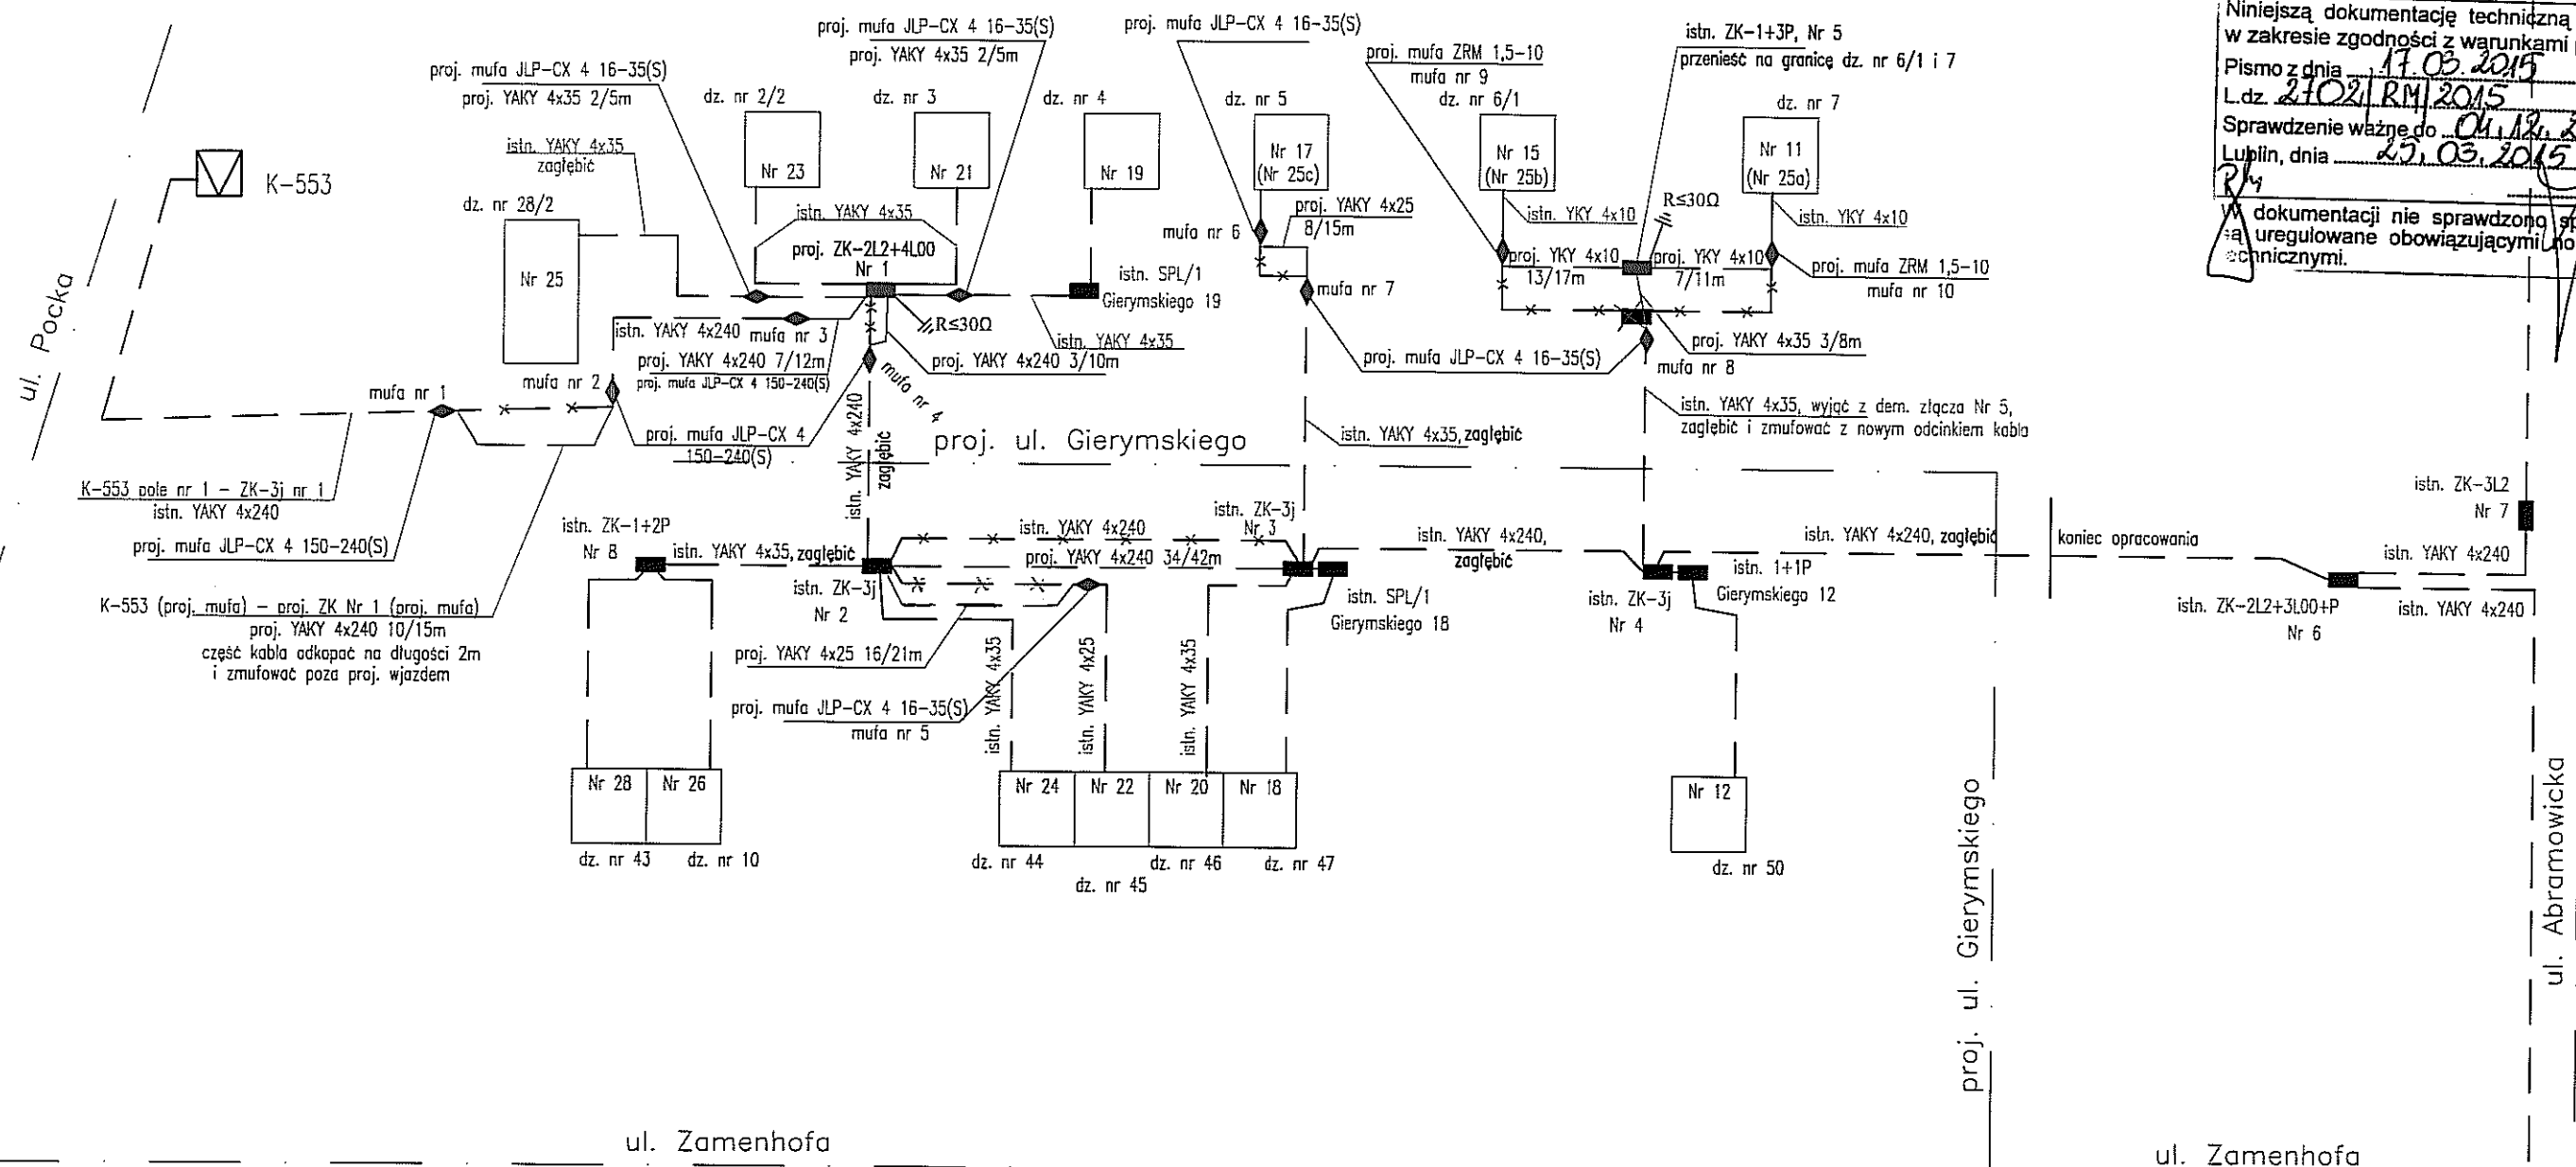 Niniejszą dokumentację techniczną
w zakresie zgodności z warunkami
Pismo z dnia 17.03.2015
L.dz. 2702/RM/2015
Sprawdzenie ważne do 04.12.2
Lublin, dnia 25.03.2015
W dokumentacji nie sprawdzono
są uregulowane obowiązującymi
technicznymi.
proj. mufa JLP-CX 4 16-35(S)
proj. YAKY 4x35 2/5m
proj. mufa JLP-CX 4 16-35(S)
proj. YAKY 4x35 2/5m
proj. mufa JLP-CX 4 16-35(S)
proj. mufa ZRM 1,5-10
mufa nr 9
istn. ZK-1+3P, Nr 5
przenieść na granicę dz. nr 6/1 i 7
dz. nr 2/2
dz. nr 3
dz. nr 4
dz. nr 5
dz. nr 6/1
dz. nr 7
istn. YAKY 4x35
zagłębić
Nr 23
Nr 21
Nr 19
Nr 17
(Nr 25c)
Nr 15
(Nr 25b)
Nr 11
(Nr 25a)
K-553
dz. nr 28/2
Nr 25
istn. YAKY 4x35
proj. ZK-2L2+4L00
Nr 1
R≤30Ω
istn. SPL/1
Gierymskiego 19
istn. YAKY 4x35
mufa nr 6
proj. YAKY 4x25
8/15m
mufa nr 7
istn. YKY 4x10
R≤30Ω
istn. YKY 4x10
proj. YKY 4x10
13/17m
proj. YKY 4x10
7/11m
proj. mufa ZRM 1,5-10
mufa nr 10
ul. Pocka
istn. YAKY 4x240
mufa nr 3
proj. YAKY 4x240 7/12m
proj. mufa JLP-CX 4 150-240(S)
proj. YAKY 4x240 3/10m
proj. mufa JLP-CX 4 16-35(S)
proj. YAKY 4x35 3/8m
mufa nr 8
mufa nr 1
mufa nr 2
mufa nr 4
proj. mufa JLP-CX 4
150-240(S)
istn. YAKY 4x240
zagłębić
proj. ul. Gierymskiego
istn. YAKY 4x35, zagłębić
istn. YAKY 4x35, wyjąć z dem. złącza Nr 5,
zagłębić i zmufować z nowym odcinkiem kabla
K-553 pole nr 1 - ZK-3j nr 1
istn. YAKY 4x240
proj. mufa JLP-CX 4 150-240(S)
K-553 (proj. mufa) - proj. ZK Nr 1 (proj. mufa)
proj. YAKY 4x240 10/15m
część kabla odkopać na długości 2m
i zmufować poza proj. wjazdem
istn. ZK-1+2P
Nr 8
istn. YAKY 4x35, zagłębić
istn. ZK-3j
Nr 2
istn. YAKY 4x240
proj. YAKY 4x240 34/42m
istn. ZK-3j
Nr 3
istn. SPL/1
Gierymskiego 18
istn. YAKY 4x240,
zagłębić
istn. ZK-3j
Nr 4
istn. 1+1P
Gierymskiego 12
istn. YAKY 4x240, zagłębić
koniec opracowania
istn. ZK-3L2
Nr 7
istn. YAKY 4x240
istn. YAKY 4x240
istn. ZK-2L2+3L00+P
Nr 6
proj. YAKY 4x25 16/21m
proj. mufa JLP-CX 4 16-35(S)
mufa nr 5
istn. YAKY 4x35
istn. YAKY 4x25
istn. YAKY 4x35
Nr 28
Nr 26
Nr 24
Nr 22
Nr 20
Nr 18
Nr 12
dz. nr 43
dz. nr 10
dz. nr 44
dz. nr 45
dz. nr 46
dz. nr 47
dz. nr 50
proj. ul. Gierymskiego
ul. Abramowicka
ul. Zamenhofa
ul. Zamenhofa